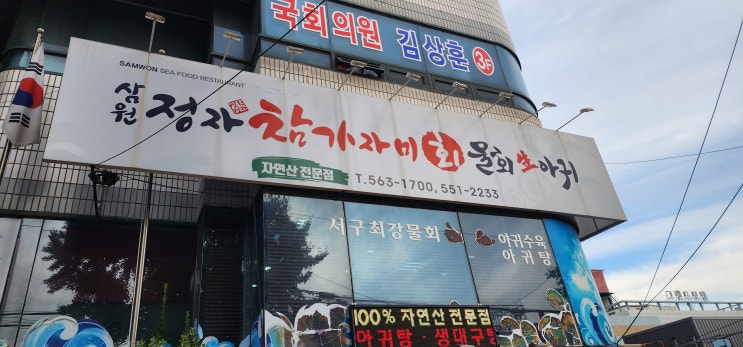 국회의원 김상훈 3F
SAMWON SEA FOOD RESTAURANT
삼원 정자 참가자미 회 물회 生아귀
자연산 전문점 T.563-1700, 551-2233
서구최강물회 아귀수육
아귀탕
100% 자연산 전문점
아귀탕 · 생대구탕